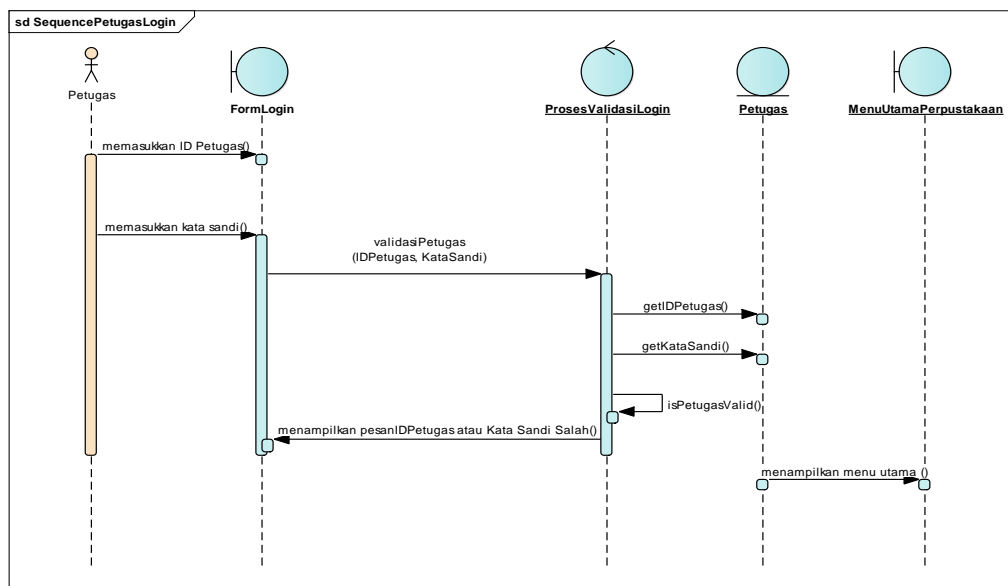 sd SequencePetugasLogin
Petugas
FormLogin
ProsesValidasiLogin
Petugas
MenuUtamaPerpustakaan
memasukkan ID Petugas()
memasukkan kata sandi()
validasiPetugas
(IDPetugas, KataSandi)
getIDPetugas()
getKataSandi()
isPetugasValid()
menampilkan pesanIDPetugas atau Kata Sandi Salah()
menampilkan menu utama ()